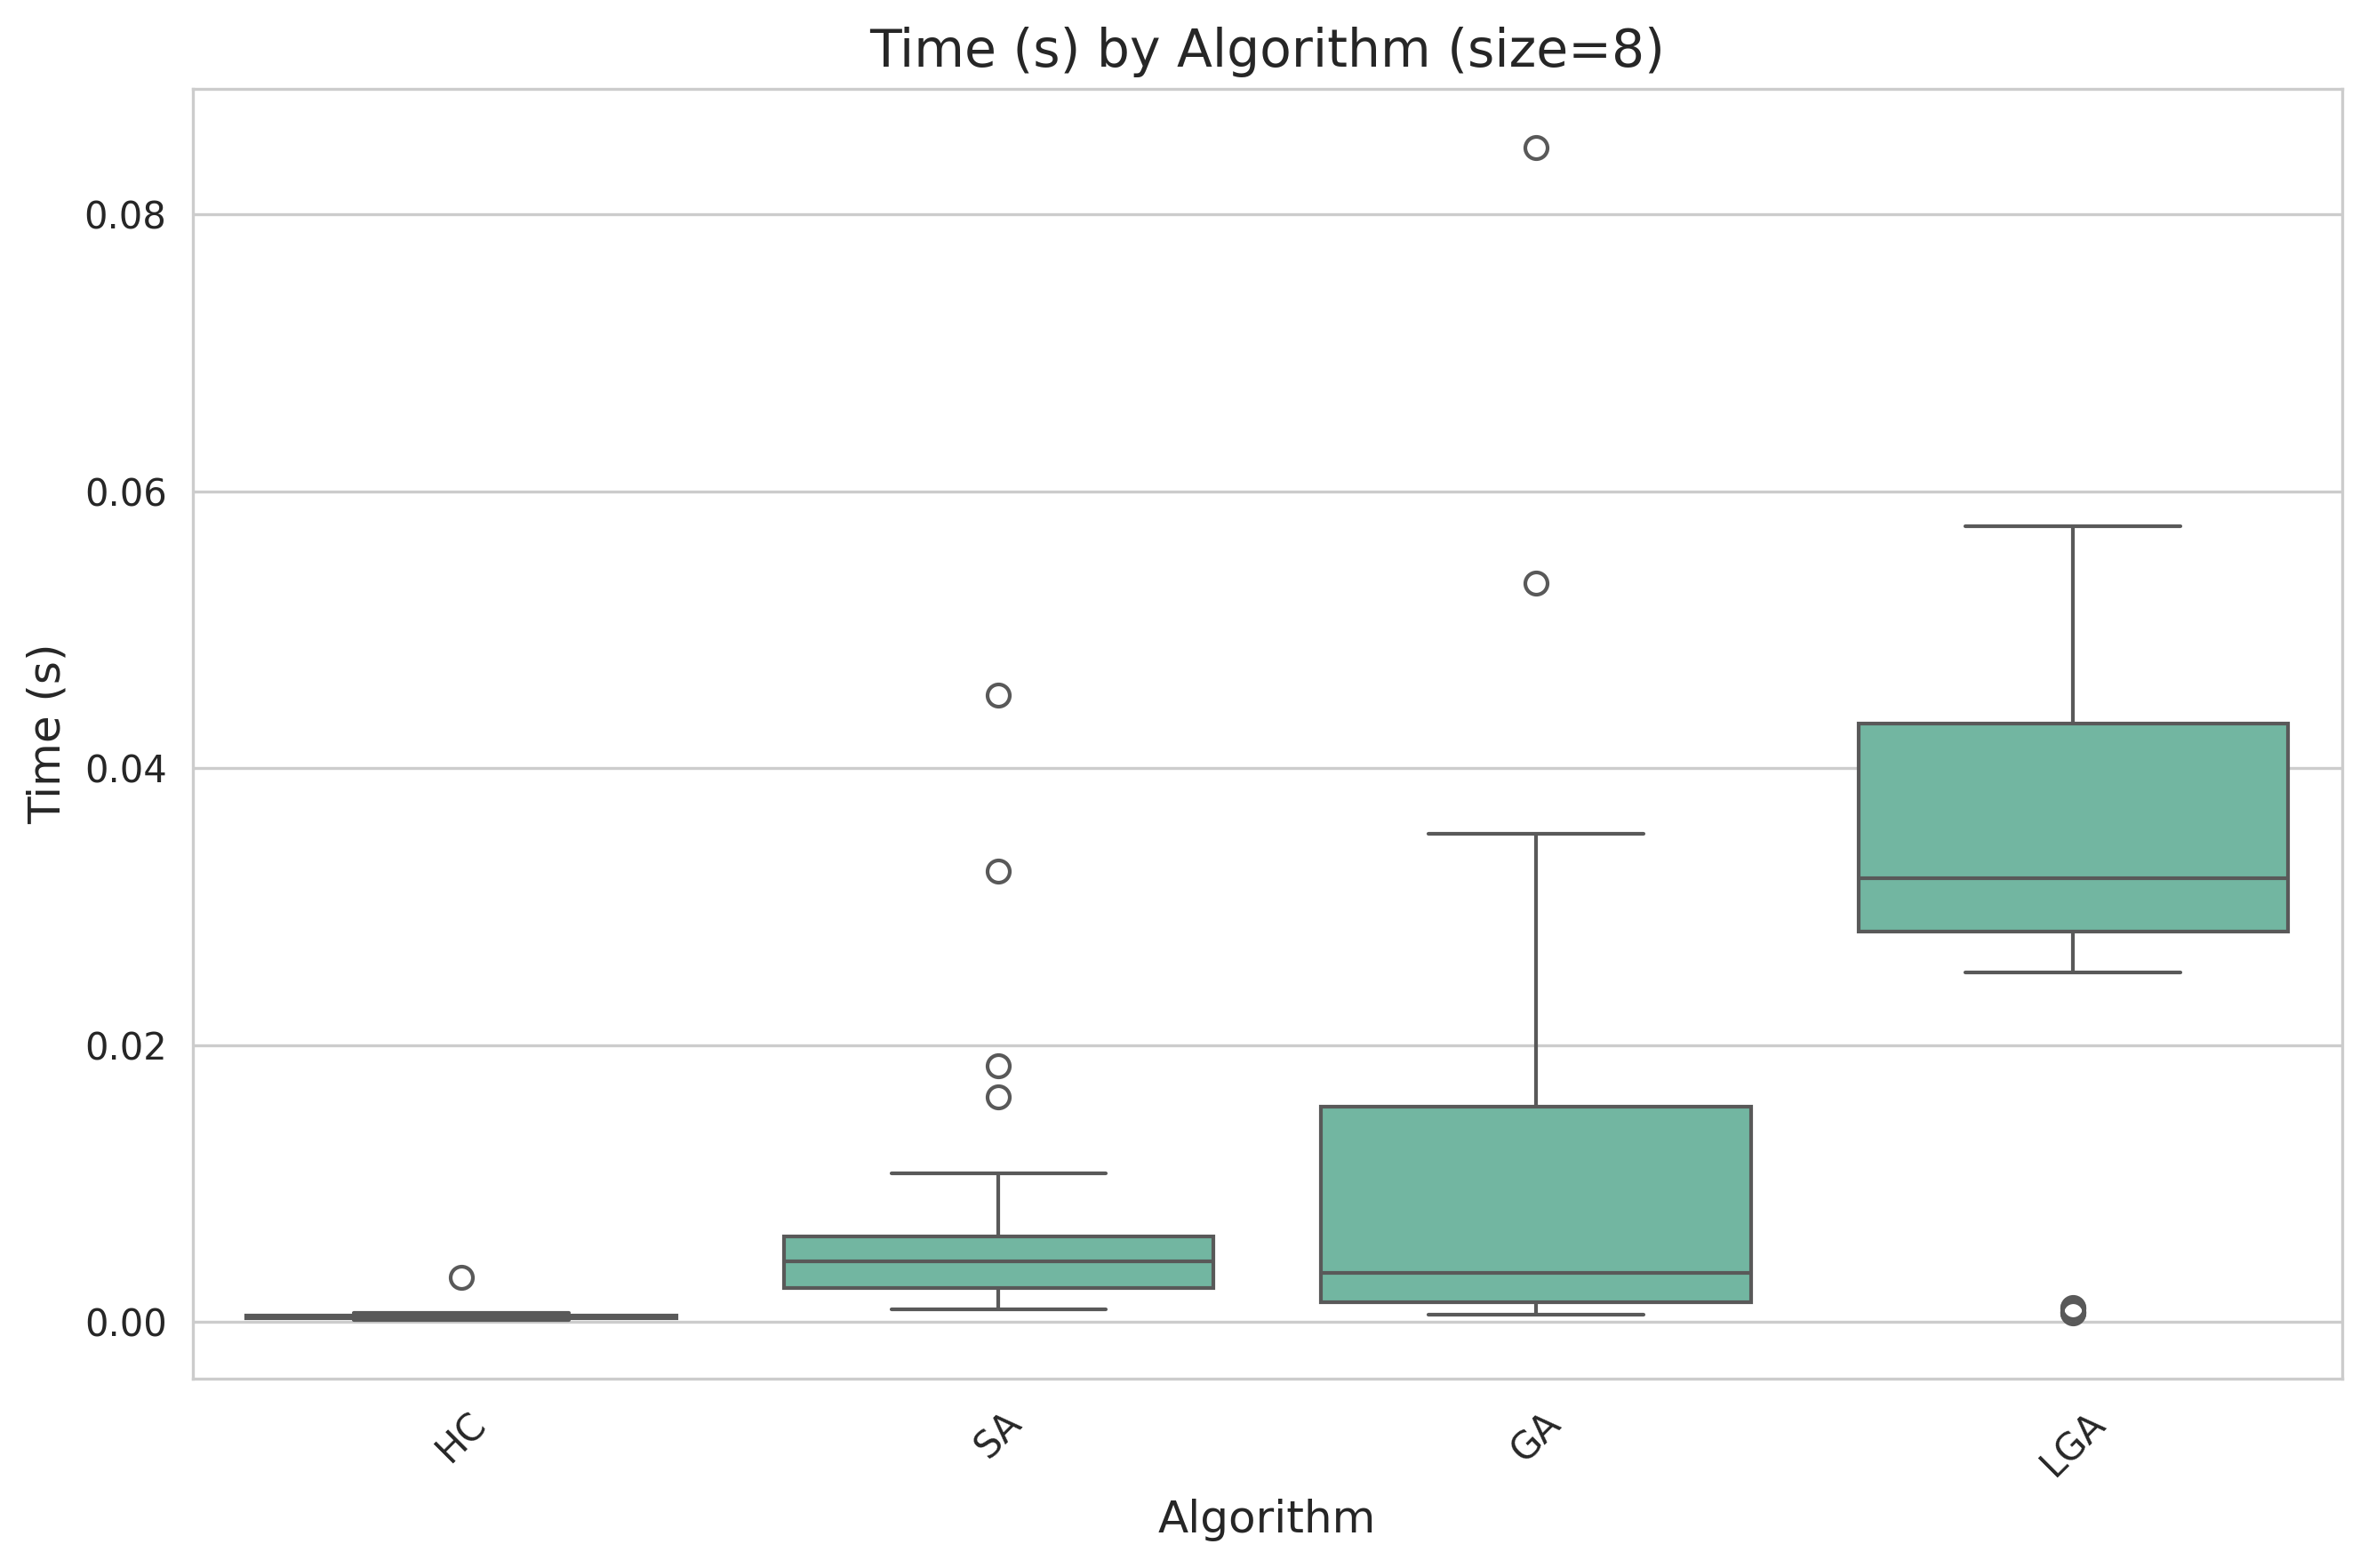 Time (s) by Algorithm (size=8)
Time (s)
0.08
0.06
0.04
0.02
0.00
HC
SA
GA
LGA
Algorithm